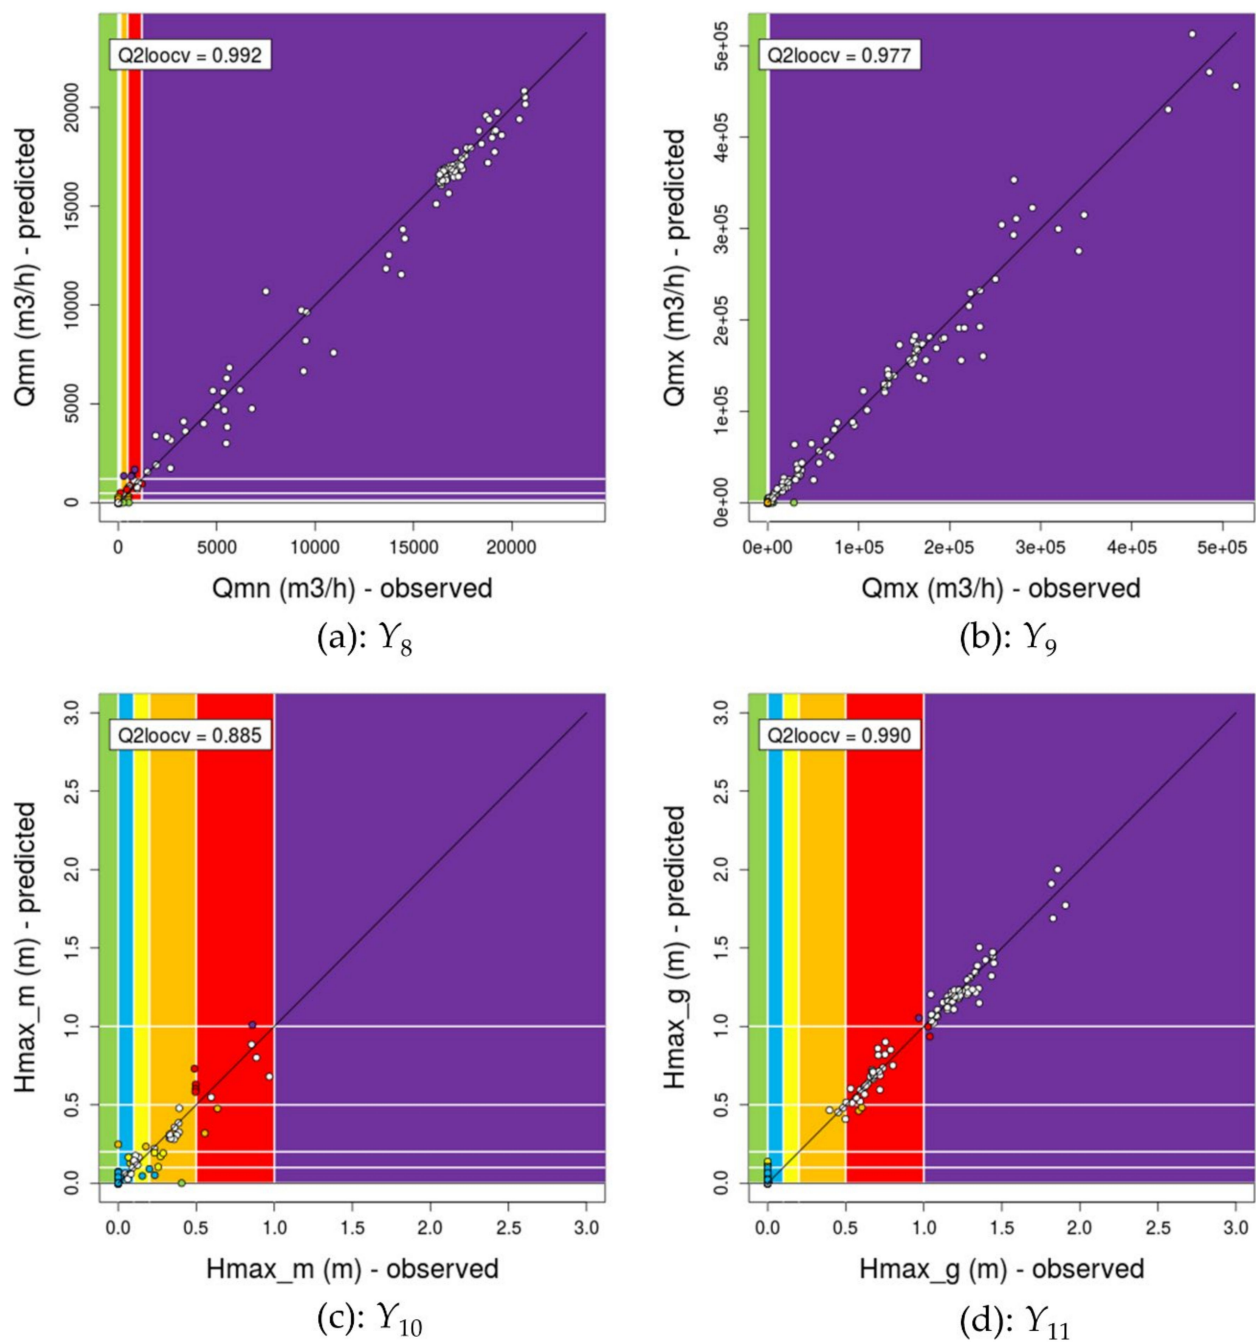 Q2loocv = 0.992
Qmn (m3/h) - predicted
20000
15000
10000
5000
0
0 5000 10000 15000 20000
Qmn (m3/h) - observed
(a): Y8
Q2loocv = 0.977
Qmx (m3/h) - predicted
5e+05
4e+05
3e+05
2e+05
1e+05
0e+00
0e+00 1e+05 2e+05 3e+05 4e+05 5e+05
Qmx (m3/h) - observed
(b): Y9
Q2loocv = 0.885
Hmax_m (m) - predicted
3.0
2.5
2.0
1.5
1.0
0.5
0.0
0.0 0.5 1.0 1.5 2.0 2.5 3.0
Hmax_m (m) - observed
(c): Y10
Q2loocv = 0.990
Hmax_g (m) - predicted
3.0
2.5
2.0
1.5
1.0
0.5
0.0
0.0 0.5 1.0 1.5 2.0 2.5 3.0
Hmax_g (m) - observed
(d): Y11